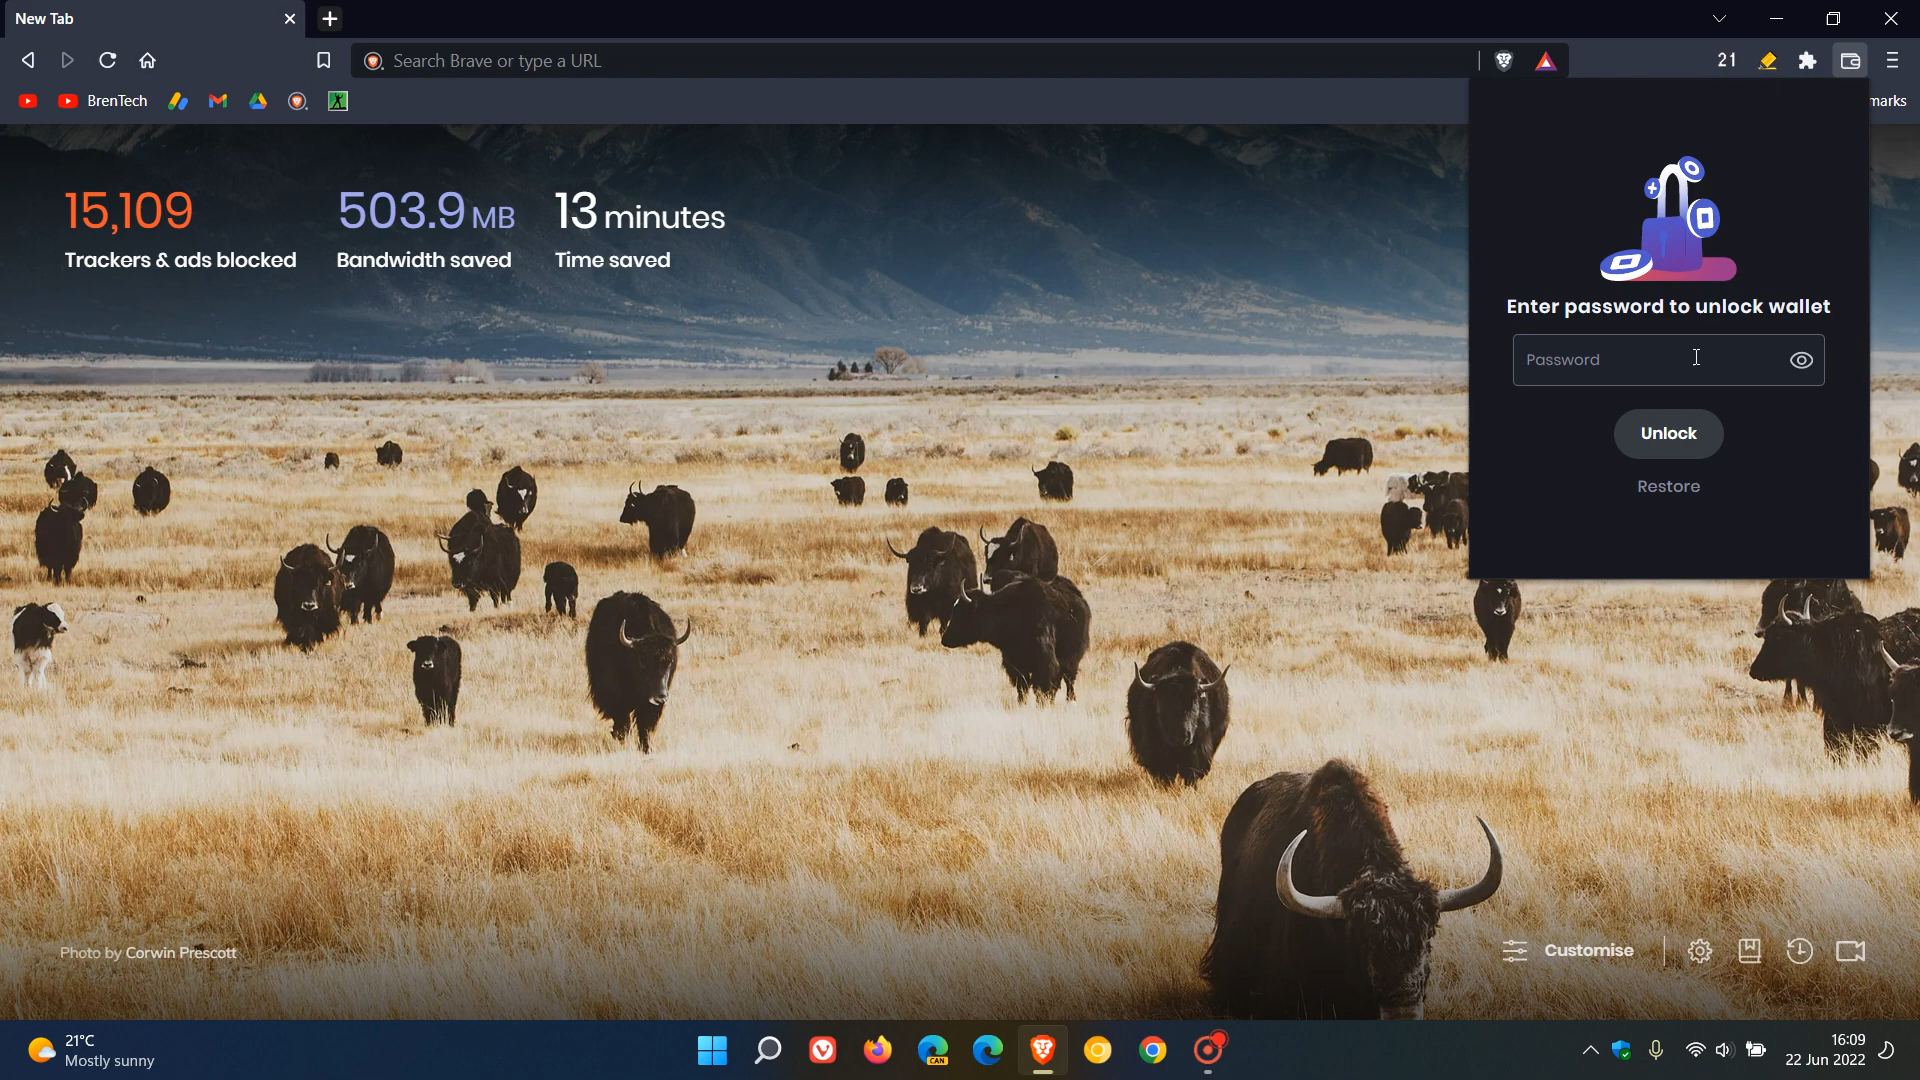 New Tab
Search Brave or type a URL
21
BrenTech
marks
15,109
Trackers & ads blocked
503.9 MB
Bandwidth saved
13 minutes
Time saved
Enter password to unlock wallet
Password
Unlock
Restore
Photo by Corwin Prescott
Customise
21°C
Mostly sunny
CAN
16:09
22 Jun 2022